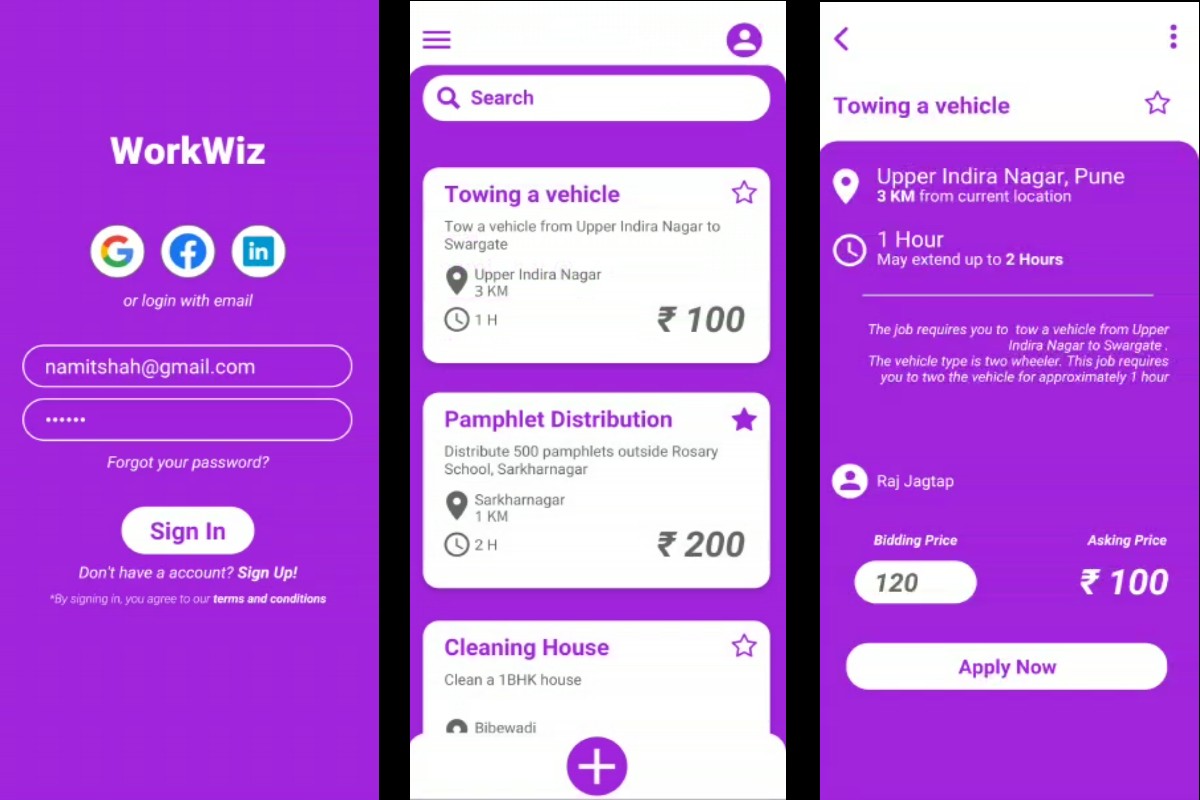 WorkWiz
or login with email
namitshah@gmail.com
••••••
Forgot your password?
Sign In
Don't have a account? Sign Up!
*By signing in, you agree to our terms and conditions
Search
Towing a vehicle
Tow a vehicle from Upper Indira Nagar to
Swargate
Upper Indira Nagar
3 KM
1 H
₹ 100
Pamphlet Distribution
Distribute 500 pamphlets outside Rosary
School, Sarkharnagar
Sarkharnagar
1 KM
2 H
₹ 200
Cleaning House
Clean a 1BHK house
Bibewadi
Towing a vehicle
Upper Indira Nagar, Pune
3 KM from current location
1 Hour
May extend up to 2 Hours
The job requires you to  tow a vehicle from Upper
Indira Nagar to Swargate .
The vehicle type is two wheeler. This job requires
you to two the vehicle for approximately 1 hour
Raj Jagtap
Bidding Price
Asking Price
120
₹ 100
Apply Now